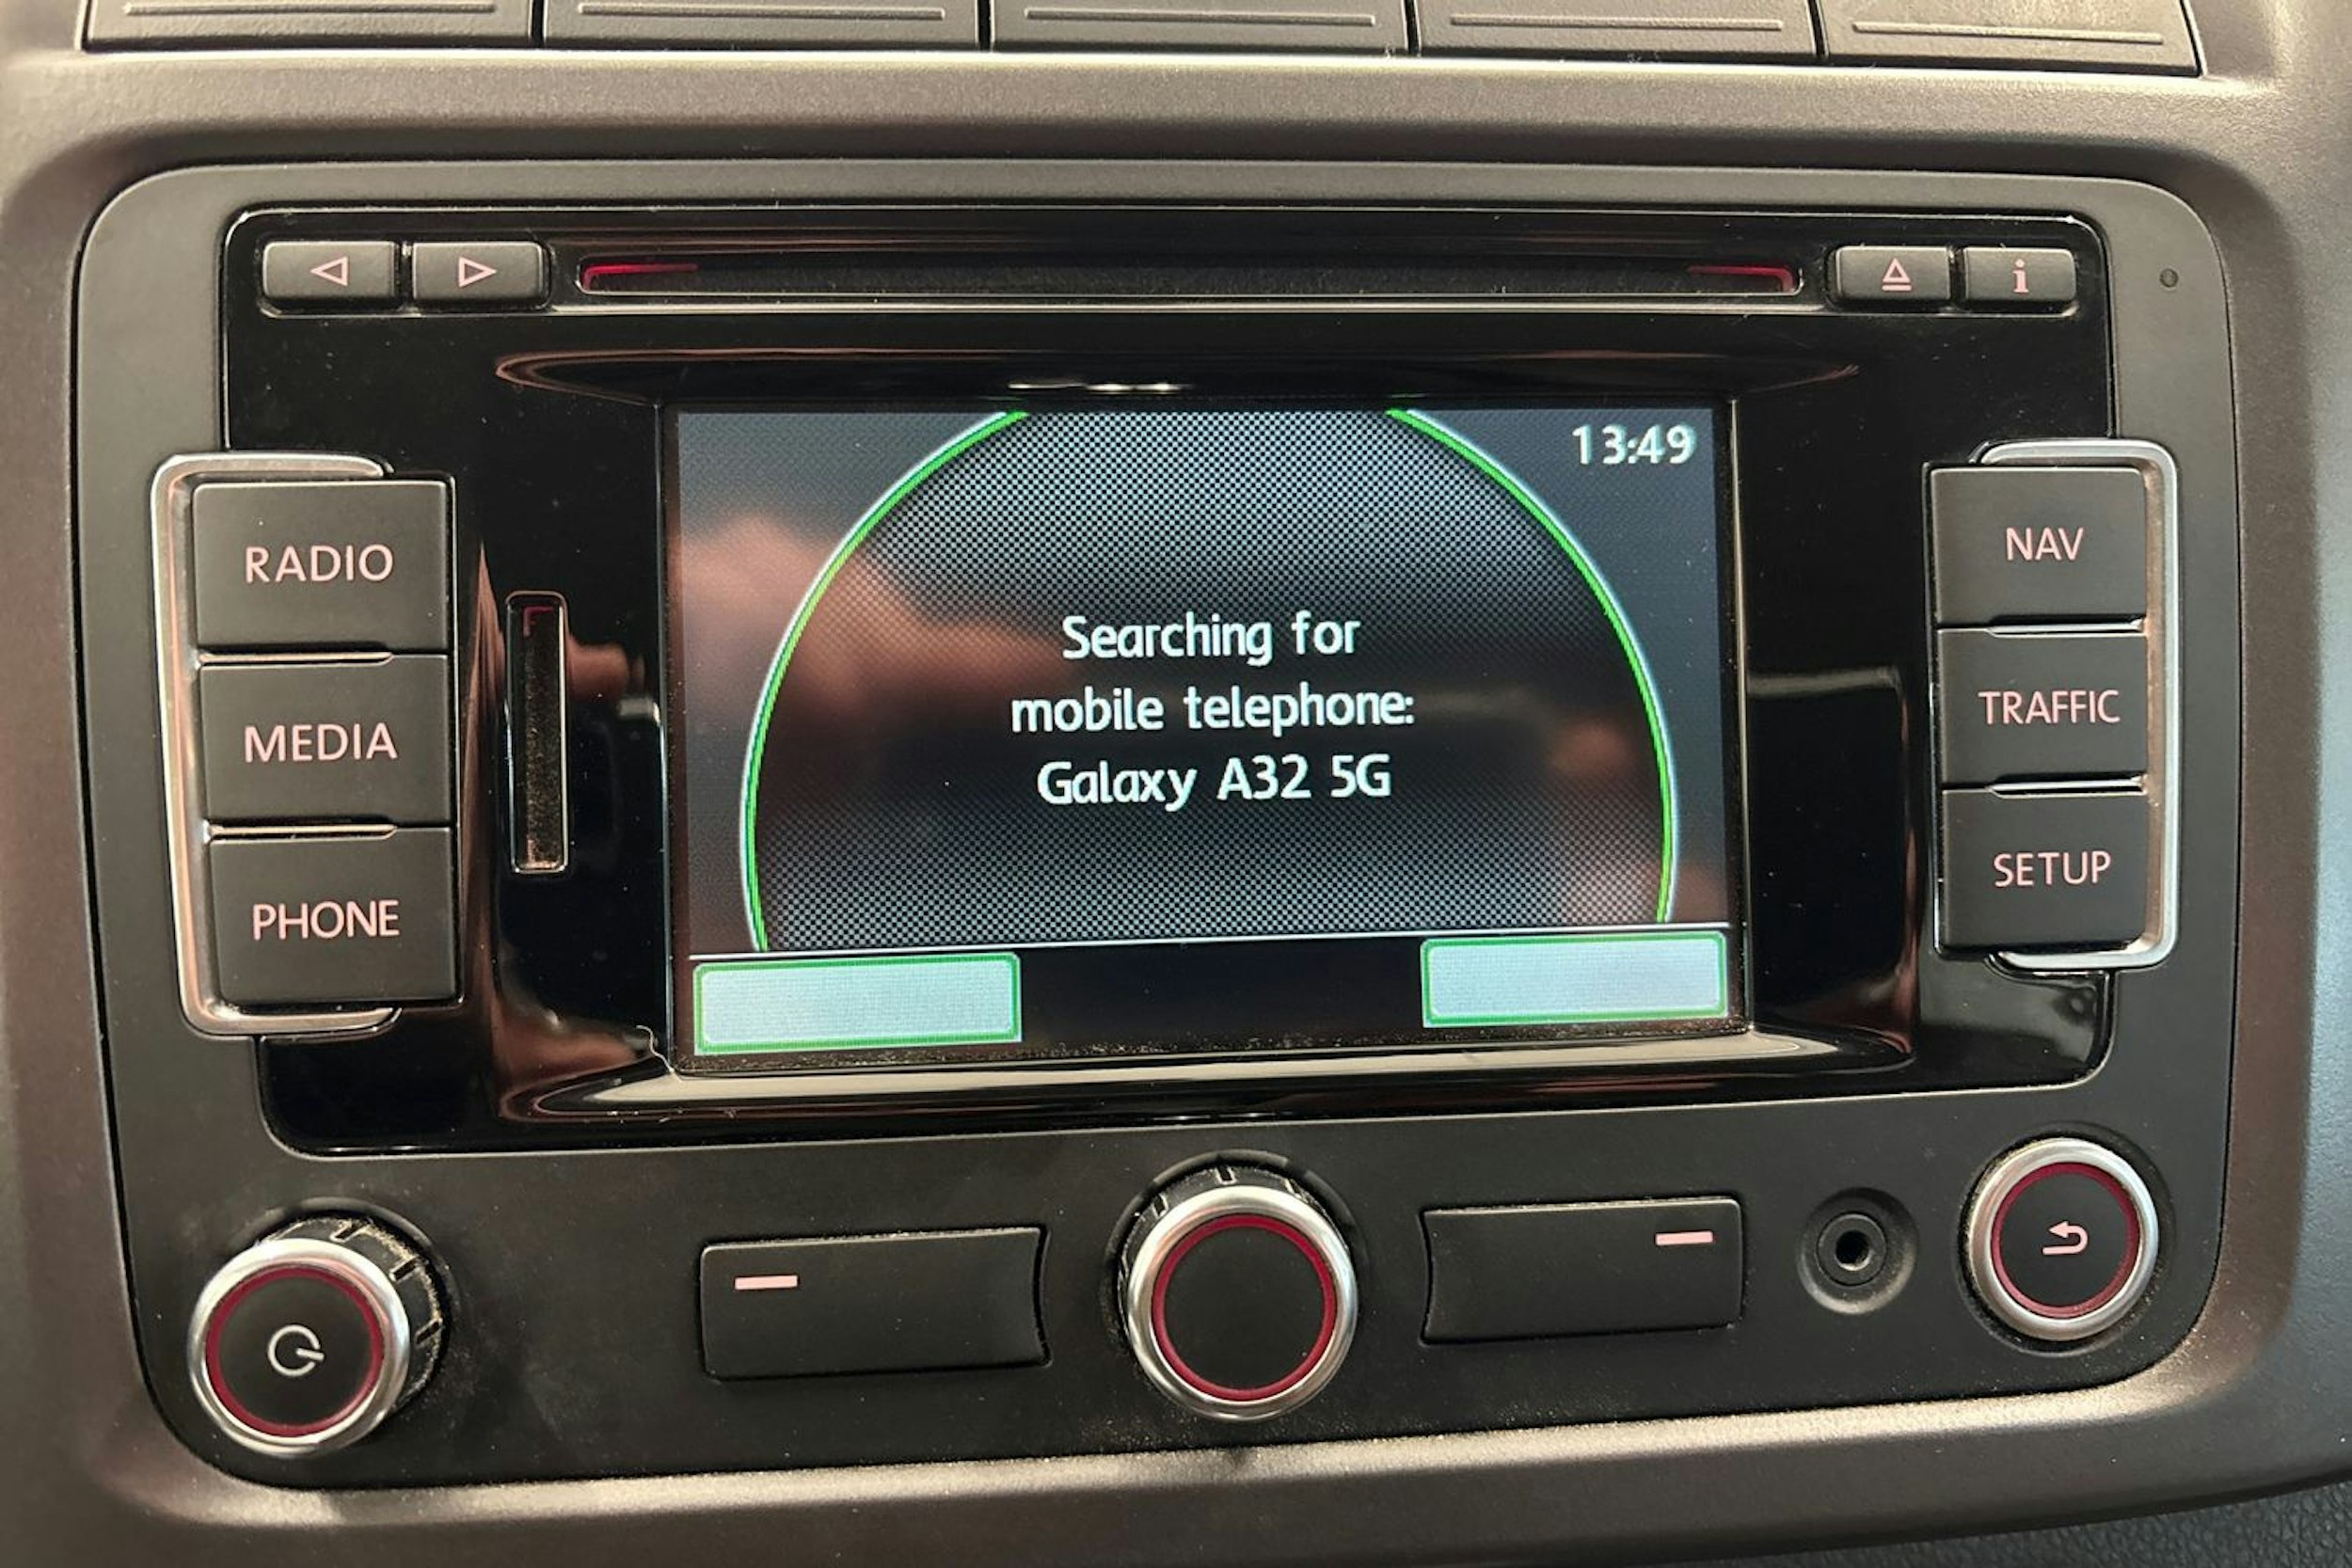 13:49
RADIO
MEDIA
PHONE
Searching for
mobile telephone:
Galaxy A32 5G
NAV
TRAFFIC
SETUP
i